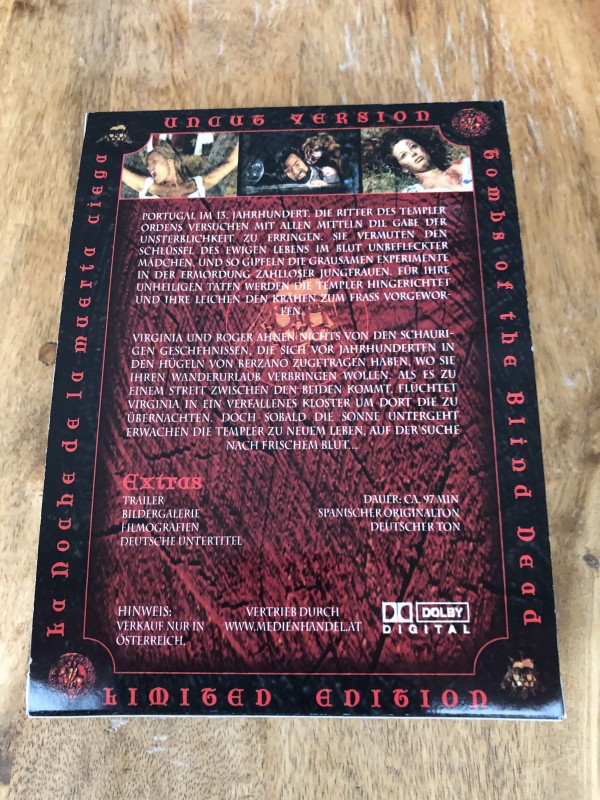 UNCUT VERSION
La Noche de la Muerta Ciega
Tombs of the Blind Dead
PORTUGAL IM 13. JAHRHUNDERT. DIE RITTER DES TEMPLER
ORDENS VERSUCHEN MIT ALLEN MITTELN DIE GABE DER
UNSTERBLICHKEIT ZU ERRINGEN. SIE VERMUTEN DEN
SCHLÜSSEL DES EWIGEN LEBENS IM BLUT UNBEFLECKTER
MÄDCHEN, UND SO GIPFELN DIE GRAUSAMEN EXPERIMENTE
IN DER ERMORDUNG ZAHLLOSER JUNGFRAUEN. FÜR IHRE
UNHEILIGEN TATEN WERDEN DIE TEMPLER HINGERICHTET
UND IHRE LEICHEN DEN KRÄHEN ZUM FRASS VORGEWOR-
FEN.
VIRGINIA UND ROGER AHNEN NICHTS VON DEN SCHAURI-
GEN GESCHEHNISSEN, DIE SICH VOR JAHRHUNDERTEN IN
DEN HÜGELN VON BERZANO ZUGETRAGEN HABEN, WO SIE
IHREN WANDERURLAUB VERBRINGEN WOLLEN. ALS ES ZU
EINEM STREIT ZWISCHEN DEN BEIDEN KOMMT, FLÜCHTET
VIRGINIA IN EIN VERFALLENES KLOSTER UM DORT DIE ZU
ÜBERNACHTEN. DOCH SOBALD DIE SONNE UNTERGEHT
ERWACHEN DIE TEMPLER ZU NEUEM LEBEN, AUF DER SUCHE
NACH FRISCHEM BLUT...
Extras
TRAILER
BILDERGALERIE
FILMOGRAFIEN
DEUTSCHE UNTERTITEL
DAUER: CA. 97 MIN
SPANISCHER ORIGINALTON
DEUTSCHER TON
HINWEIS:
VERKAUF NUR IN
ÖSTERREICH.
VERTRIEB DURCH
WWW.MEDIENHANDEL.AT
DOLBY
DIGITAL
LIMITED EDITION